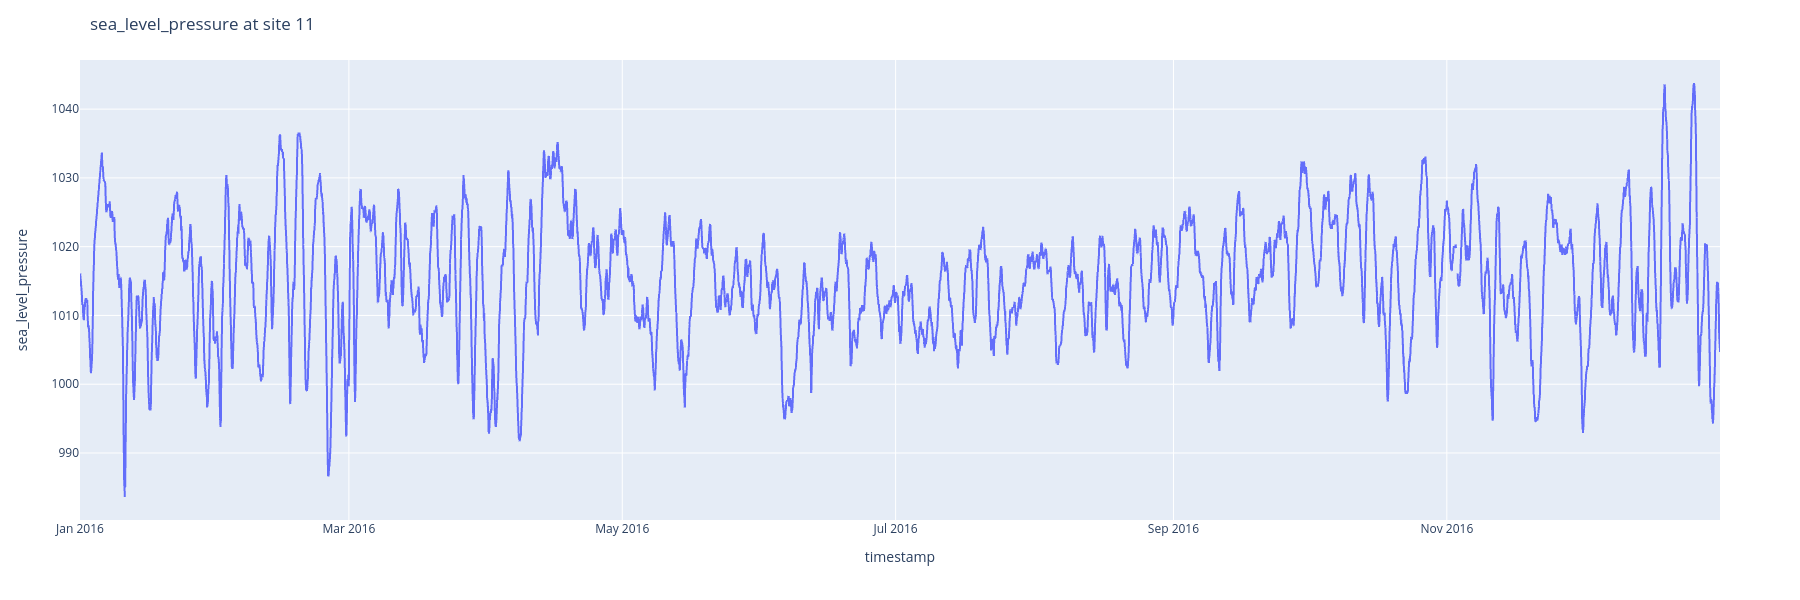 sea_level_pressure at site 11
sea_level_pressure
1040
1030
1020
1010
1000
990
Jan 2016
Mar 2016
May 2016
Jul 2016
Sep 2016
Nov 2016
timestamp